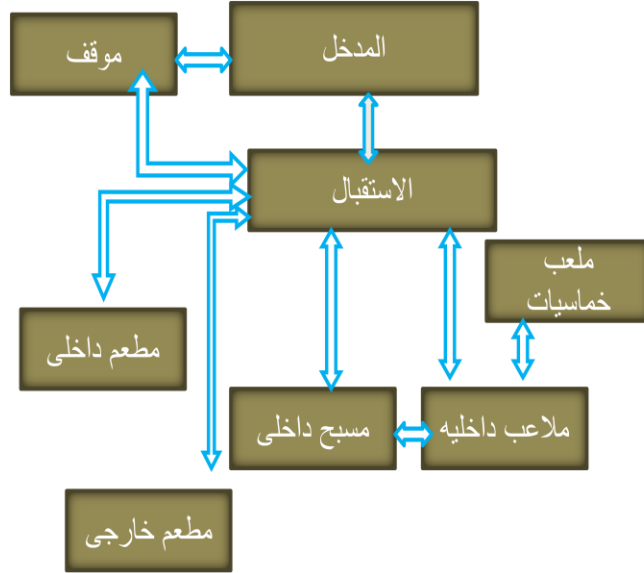 المدخل
موقف
الاستقبال
ملعب
خماسيات
مطعم داخلى
ملاعب داخليه
مسبح داخلى
مطعم خارجى